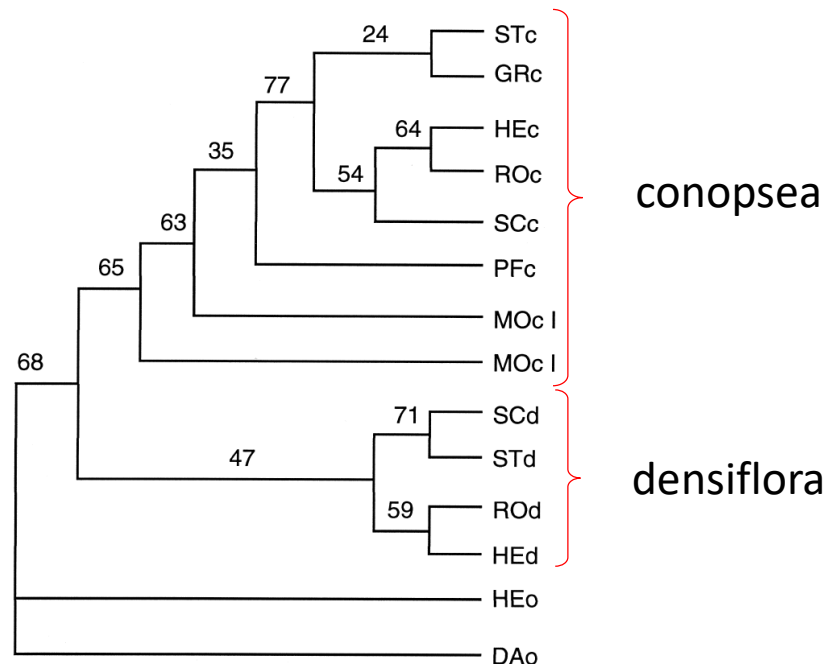 24
STc
GRc
77
64
HEc
35
54
ROc
conopsea
63
SCc
65
PFc
MOc I
68
MOc I
71
SCd
47
STd
densiflora
59
ROd
HEd
HEo
DAo